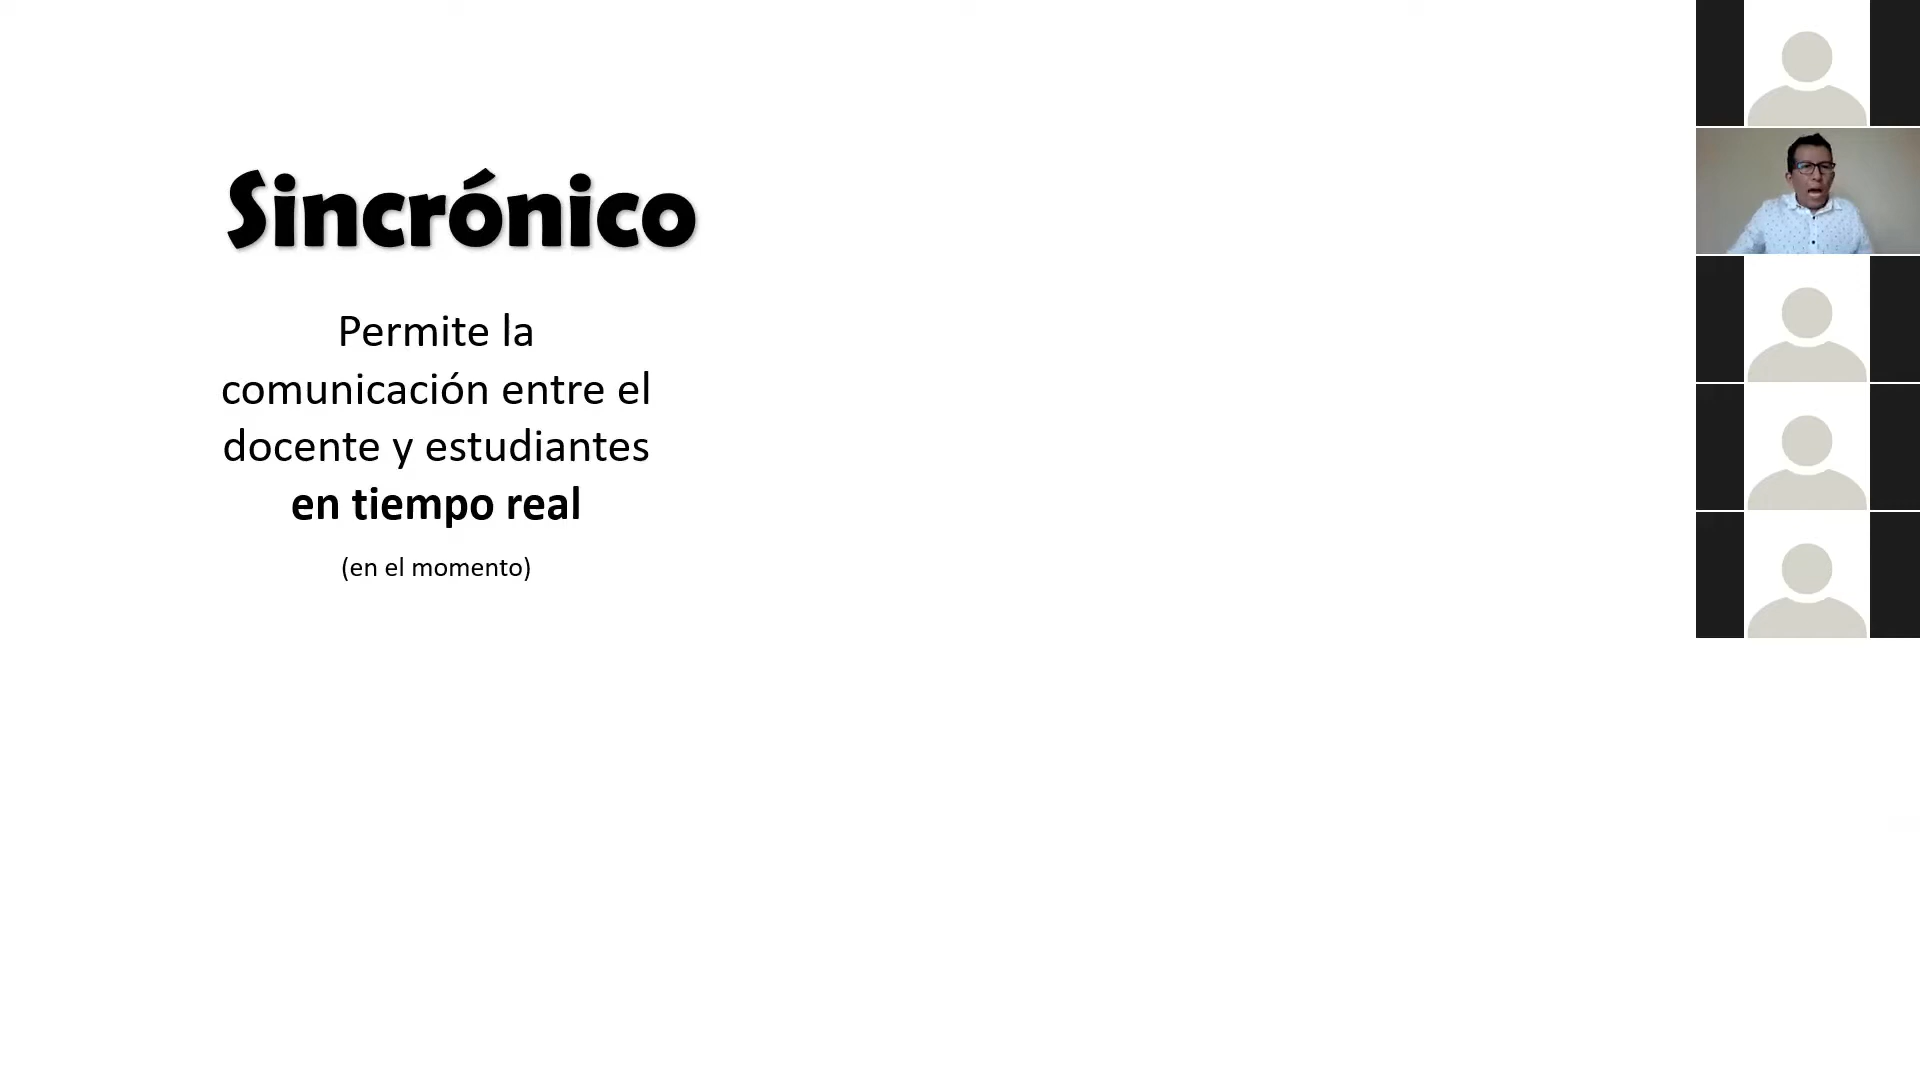 Sincrónico
Permite la
comunicación entre el
docente y estudiantes
en tiempo real
(en el momento)